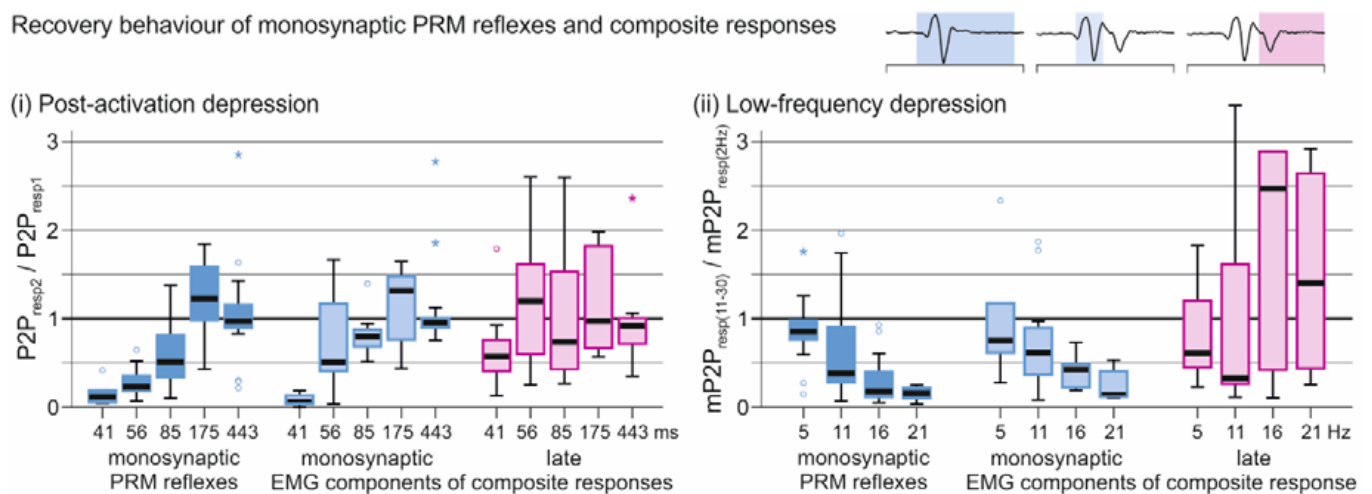 Recovery behaviour of monosynaptic PRM reflexes and composite responses
(i) Post-activation depression
P2Presp2 / P2Presp1
3
2
1
0
41 56 85 175 443 41 56 85 175 443 41 56 85 175 443 ms
monosynaptic monosynaptic late
PRM reflexes EMG components of composite responses
(ii) Low-frequency depression
mP2Presp(11-30) / mP2Presp(2Hz)
3
2
1
0
5 11 16 21 5 11 16 21 5 11 16 21 Hz
monosynaptic monosynaptic late
PRM reflexes EMG components of composite response